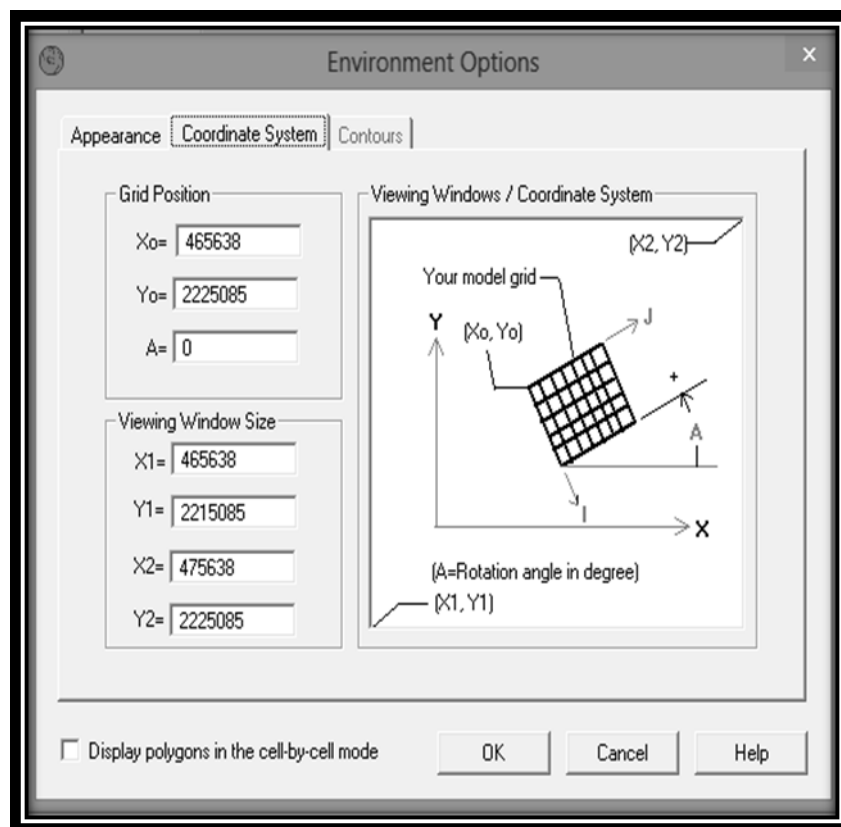 Environment Options
x
Appearance Coordinate System Contours
Grid Position
Xo= 465638
Yo= 2225085
A= 0
Viewing Window Size
X1= 465638
Y1= 2215085
X2= 475638
Y2= 2225085
Viewing Windows / Coordinate System
(X2, Y2)
Your model grid
Y
(Xo, Yo)
J
+
A
I
X
(A=Rotation angle in degree)
(X1, Y1)
Display polygons in the cell-by-cell mode
OK Cancel Help